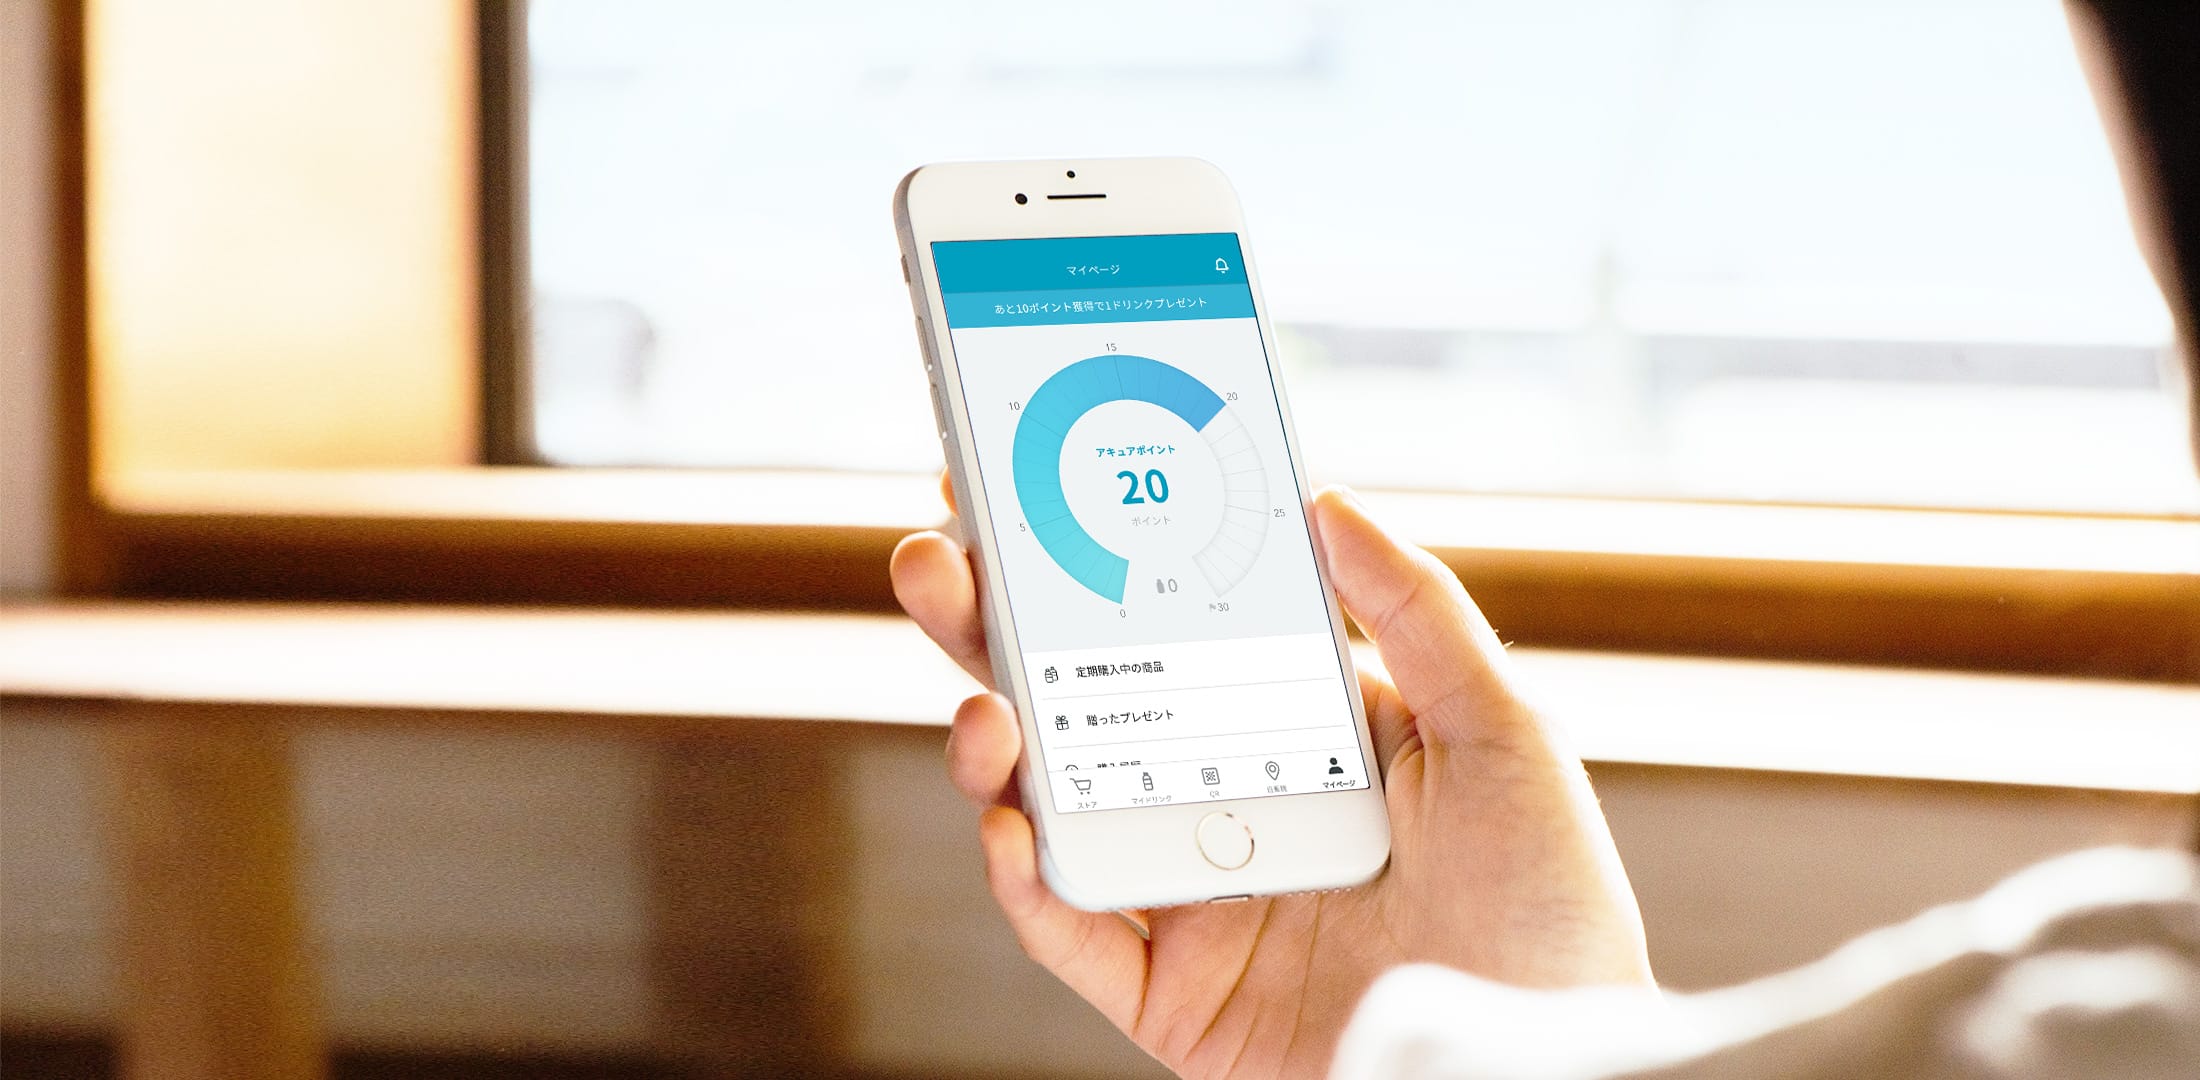 マイページ
あと10ポイント獲得で1ドリンクプレゼント
15
10
20
アキュアポイント
20
ポイント
5
25
0
0
30
定期購入中の商品
贈ったプレゼント
ストア
マイドリンク
QR
自販機
マイページ